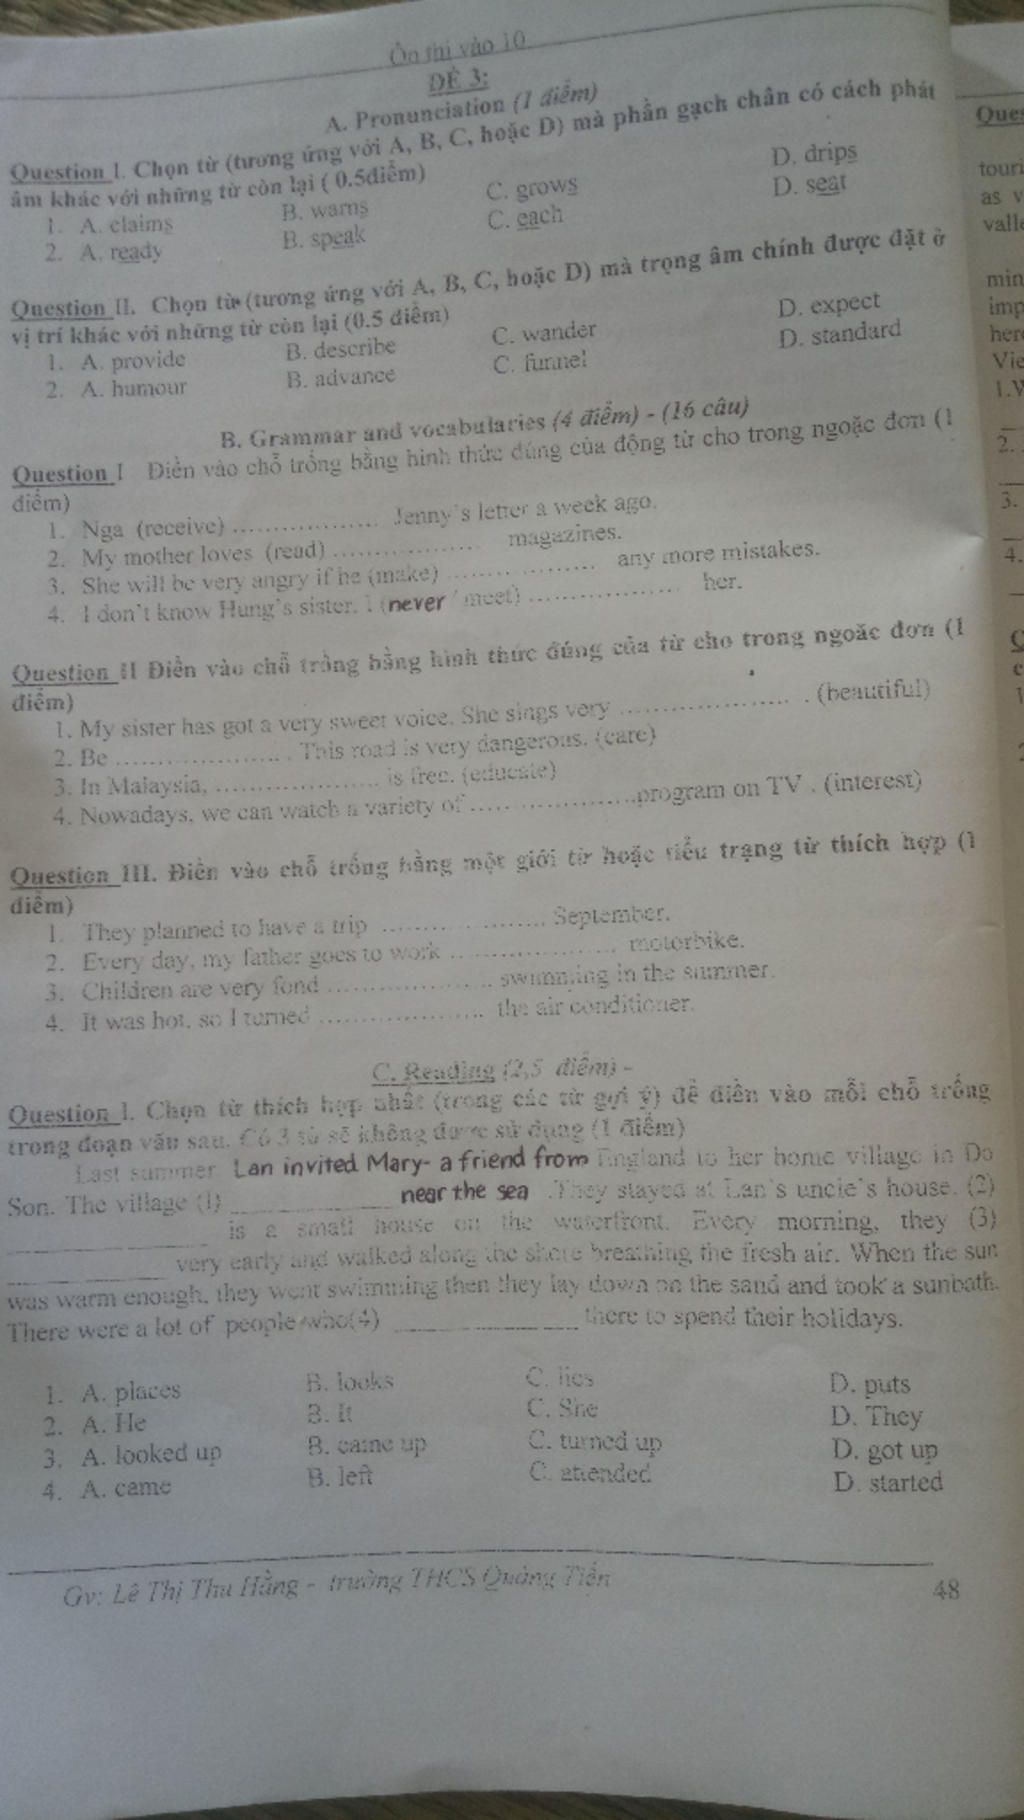 Ôn thi vào 10
ĐỀ 3:
A. Pronunciation (1 điểm)
Question I. Chọn từ (tương ứng với A, B, C, hoặc D) mà phần gạch chân có cách phát
âm khác với những từ còn lại ( 0.5điểm)
1. A. claims B. warns C. grows D. drips
2. A. ready B. speak C. each D. seat
Question II. Chọn từ (tương ứng với A, B, C, hoặc D) mà trọng âm chính được đặt ở
vị trí khác với những từ còn lại (0.5 điểm)
1. A. provide B. describe C. wander D. expect
2. A. humour B. advance C. funnel D. standard
B. Grammar and vocabularies (4 điểm) - (16 câu)
Question I Điền vào chỗ trống bằng hình thức đúng của động từ cho trong ngoặc đơn (1
điểm)
1. Nga (receive) .................. Jenny's letter a week ago.
2. My mother loves (read) .................. magazines.
3. She will be very angry if he (make) .................. any more mistakes.
4. I don't know Hung's sister. I (never / meet) .................. her.
Question II Điền vào chỗ trống bằng hình thức đúng của từ cho trong ngoặc đơn (1
điểm)
1. My sister has got a very sweet voice. She sings very .................... . (beautiful)
2. Be .................... . This road is very dangerous. (care)
3. In Malaysia, .................... is free. (educate)
4. Nowadays, we can watch a variety of ....................program on TV . (interest)
Question III. Điền vào chỗ trống bằng một giới từ hoặc tiểu trạng từ thích hợp (1
điểm)
1. They planned to have a trip .................... September.
2. Every day, my father goes to work .................... motorbike.
3. Children are very fond .................... swimming in the summer.
4. It was hot, so I turned .................... the air conditioner.
C. Reading (2,5 điểm) -
Question I. Chọn từ thích hợp nhất (trong các từ gợi ý) để điền vào mỗi chỗ trống
trong đoạn văn sau. Có 3 từ sẽ không được sử dụng (1 điểm)
Last summer Lan invited Mary- a friend from England to her home village in Do
Son. The village (1) ____________ near the sea .They stayed at Lan's uncle's house. (2)
____________ is a small house on the waterfront. Every morning, they (3)
____________ very early and walked along the shore breathing the fresh air. When the sun
was warm enough, they went swimming then they lay down on the sand and took a sunbath.
There were a lot of people who(4) ____________ there to spend their holidays.
1. A. places B. looks C. lies D. puts
2. A. He B. It C. She D. They
3. A. looked up B. came up C. turned up D. got up
4. A. came B. left C. attended D. started
Gv: Lê Thị Thu Hằng - trường THCS Quảng Tiến
48
Ques
touri
as v
valle
min
imp
here
Vie
1.W
2.
3.
4.